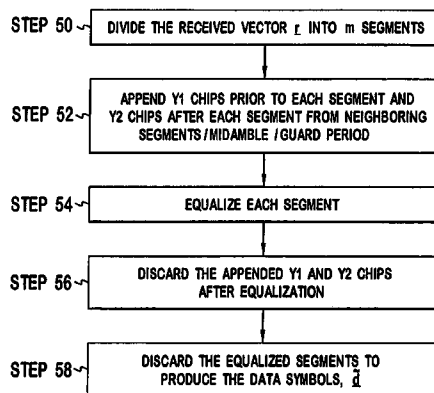 STEP 50
DIVIDE THE RECEIVED VECTOR r INTO m SEGMENTS
STEP 52
APPEND Y1 CHIPS PRIOR TO EACH SEGMENT AND
Y2 CHIPS AFTER EACH SEGMENT FROM NEIGHBORING
SEGMENTS/MIDAMBLE/GUARD PERIOD
STEP 54
EQUALIZE EACH SEGMENT
STEP 56
DISCARD THE APPENDED Y1 AND Y2 CHIPS
AFTER EQUALIZATION
STEP 58
DISCARD THE EQUALIZED SEGMENTS TO
PRODUCE THE DATA SYMBOLS, d